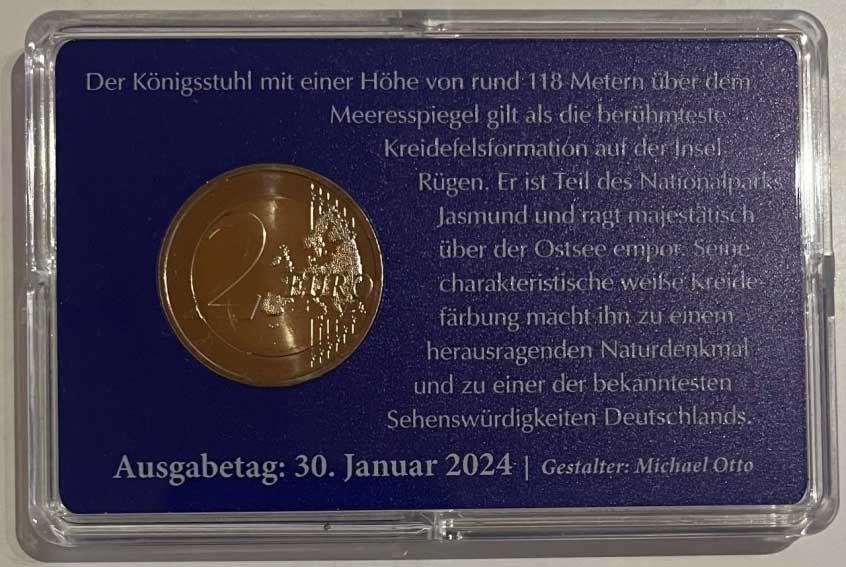 Der Königsstuhl mit einer Höhe von rund 118 Metern über dem
Meeresspiegel gilt als die berühmteste
Kreidefelsformation auf der Insel
Rügen. Er ist Teil des Nationalparks
Jasmund und ragt majestätisch
über der Ostsee empor. Seine
charakteristische weiße Kreide-
färbung macht ihn zu einem
herausragenden Naturdenkmal
und zu einer der bekanntesten
Sehenswürdigkeiten Deutschlands.
2 EURO
Ausgabetag: 30. Januar 2024 | Gestalter: Michael Otto